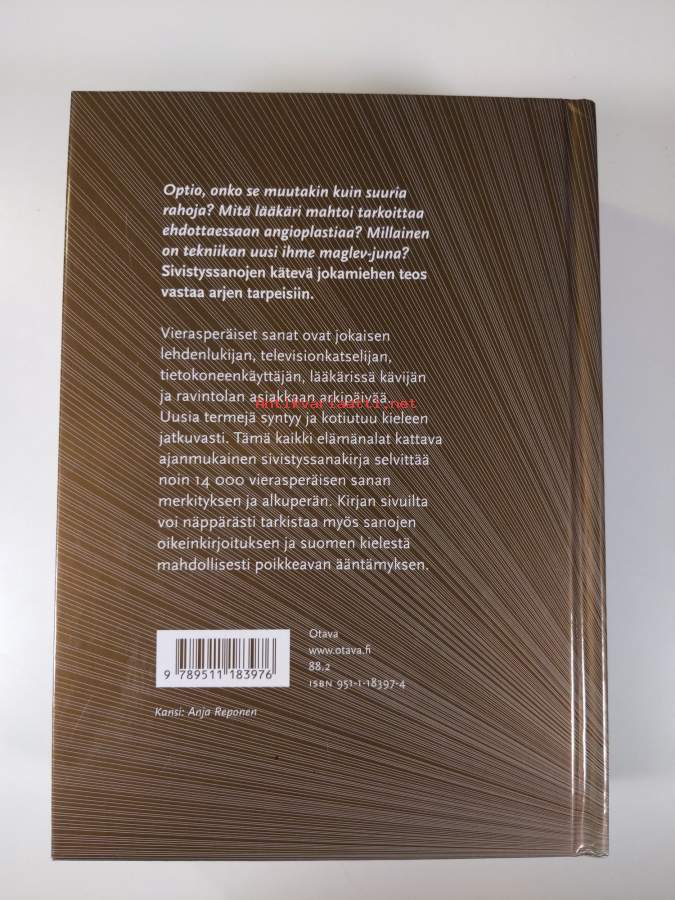 Optio, onko se muutakin kuin suuria
rahoja? Mitä lääkäri mahtoi tarkoittaa
ehdottaessaan angioplastiaa? Millainen
on tekniikan uusi ihme maglev-juna?
Sivistyssanojen kätevä jokamiehen teos
vastaa arjen tarpeisiin.
Vierasperäiset sanat ovat jokaisen
lehdenlukijan, televisionkatselijan,
tietokoneenkäyttäjän, lääkärissä kävijän
ja ravintolan asiakkaan arkipäivää.
Antikvariaatti.net
Uusia termejä syntyy ja kotiutuu kieleen
jatkuvasti. Tämä kaikki elämänalat kattava
ajanmukainen sivistyssanakirja selvittää
noin 14 000 vierasperäisen sanan
merkityksen ja alkuperän. Kirjan sivuilta
voi näppärästi tarkistaa myös sanojen
oikeinkirjoituksen ja suomen kielestä
mahdollisesti poikkeavan ääntämyksen.
9 789511 183976
Otava
www.otava.fi
88.2
ISBN 951-1-18397-4
Kansi: Anja Reponen